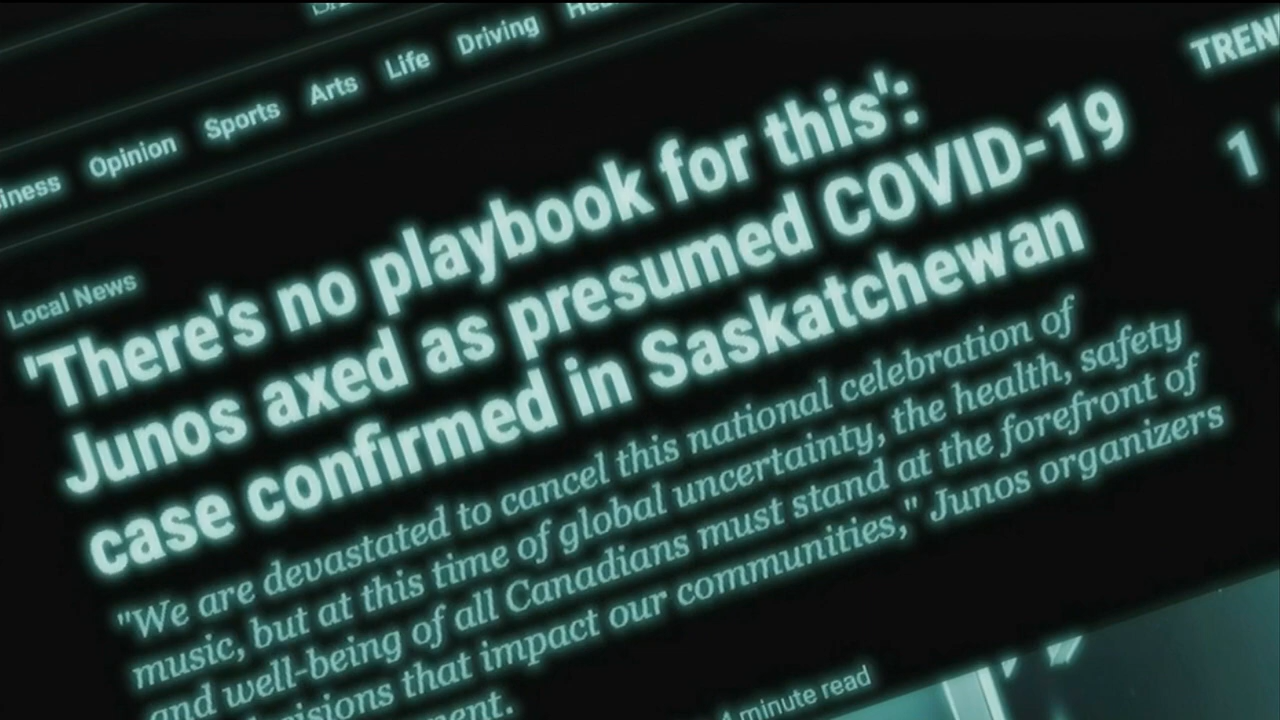 Opinion Sports Arts Life Driving
TREN
Local News
1
'There's no playbook for this':
Junos axed as presumed COVID-19
case confirmed in Saskatchewan
"We are devastated to cancel this national celebration of
music, but at this time of global uncertainty, the health, safety
and well-being of all Canadians must stand at the forefront of
cisions that impact our communities," Junos organizers
nent.
4 minute read